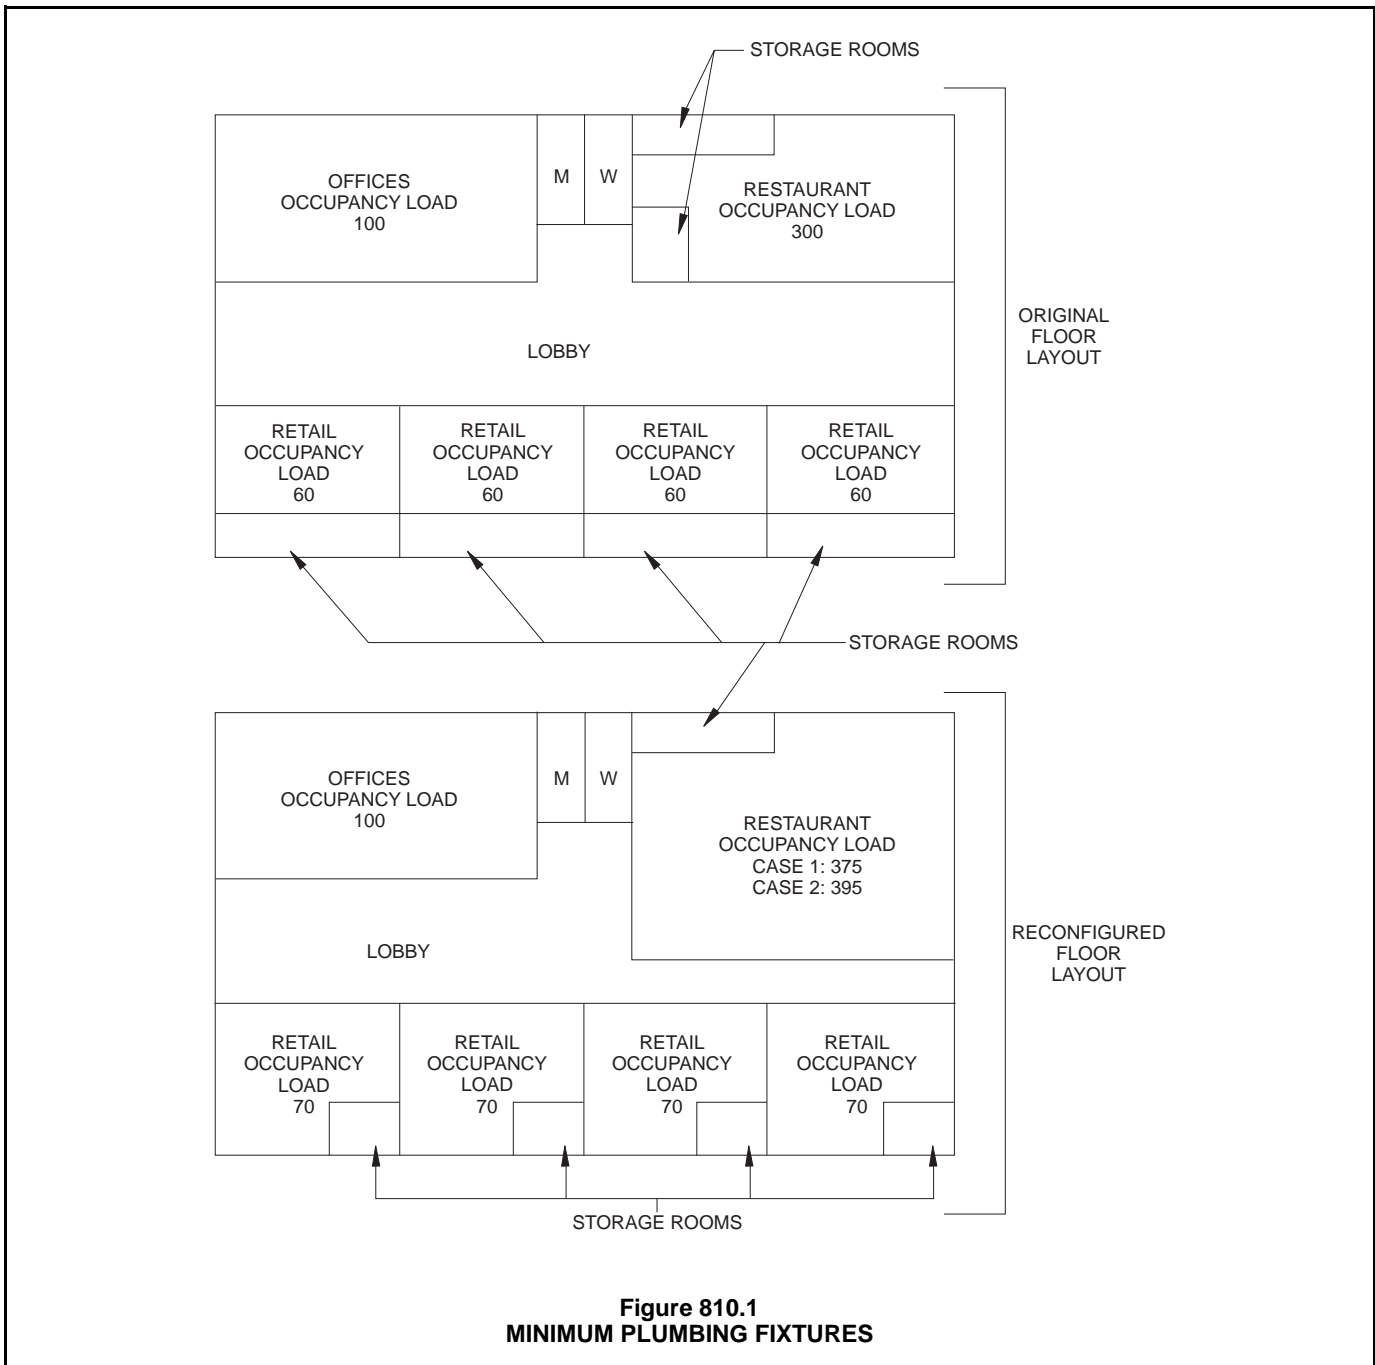 STORAGE ROOMS
OFFICES
OCCUPANCY LOAD
100
M
W
RESTAURANT
OCCUPANCY LOAD
300
ORIGINAL
FLOOR
LAYOUT
LOBBY
RETAIL
OCCUPANCY
LOAD
60
RETAIL
OCCUPANCY
LOAD
60
RETAIL
OCCUPANCY
LOAD
60
RETAIL
OCCUPANCY
LOAD
60
STORAGE ROOMS
OFFICES
OCCUPANCY LOAD
100
M
W
RESTAURANT
OCCUPANCY LOAD
CASE 1: 375
CASE 2: 395
RECONFIGURED
FLOOR
LAYOUT
LOBBY
RETAIL
OCCUPANCY
LOAD
70
RETAIL
OCCUPANCY
LOAD
70
RETAIL
OCCUPANCY
LOAD
70
RETAIL
OCCUPANCY
LOAD
70
STORAGE ROOMS
Figure 810.1
MINIMUM PLUMBING FIXTURES